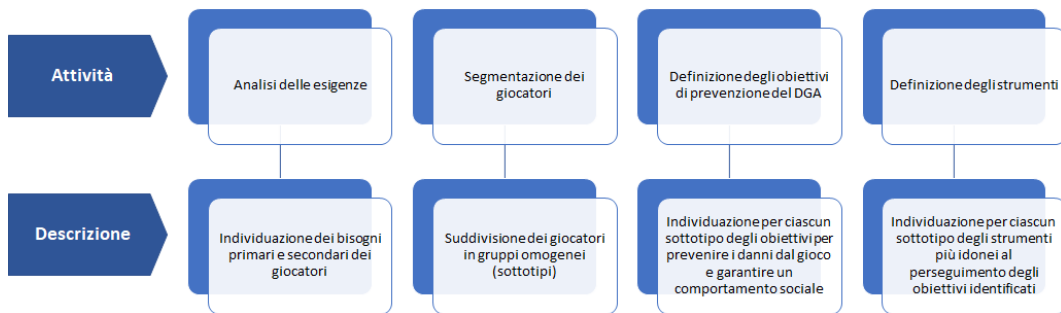 Attività
Analisi delle esigenze
Segmentazione dei
giocatori
Definizione degli obiettivi
di prevenzione del DGA
Definizione degli strumenti
Descrizione
Individuazione dei bisogni
primari e secondari dei
giocatori
Suddivisione dei giocatori
in gruppi omogenei
(sottotipi)
Individuazione per ciascun
sottotipo degli obiettivi per
prevenire i danni dal gioco
e garantire un
comportamento sociale
Individuazione per ciascun
sottotipo degli strumenti
più idonei al
perseguimento degli
obiettivi identificati